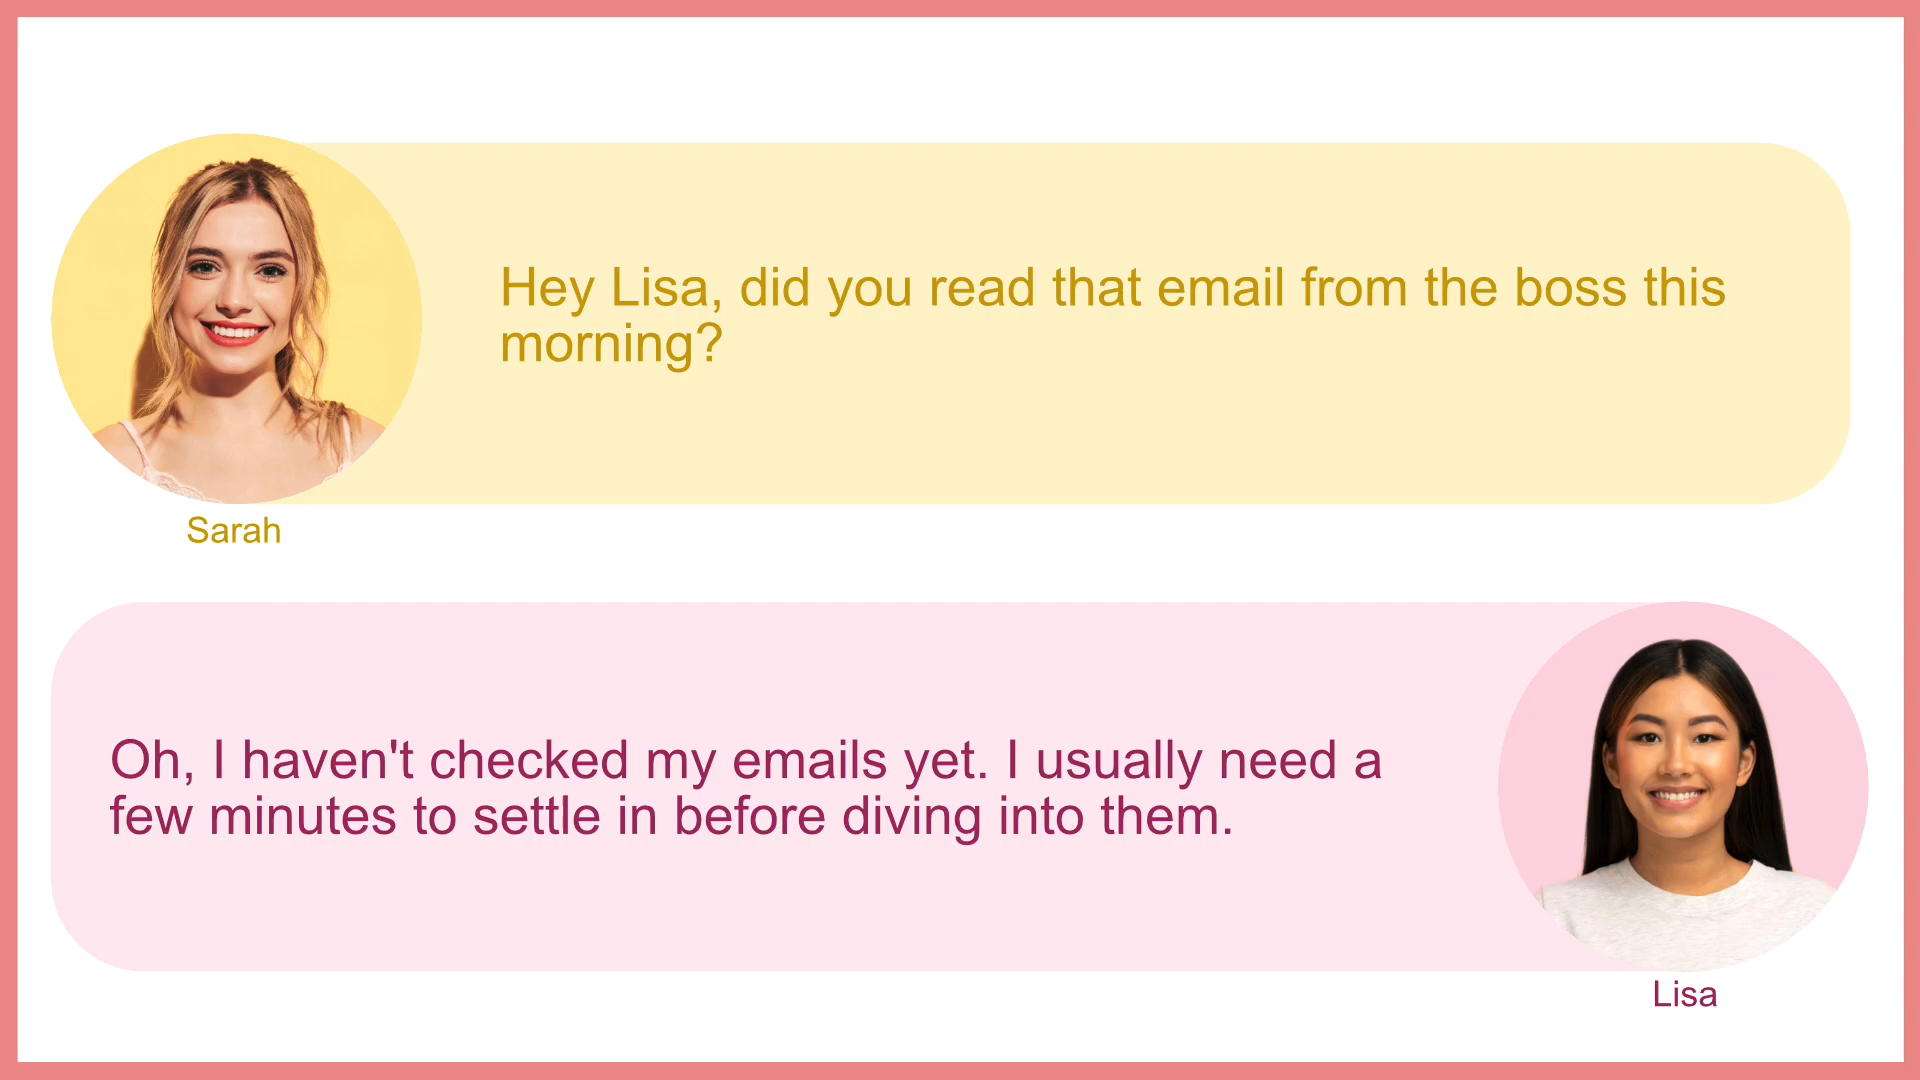 Hey Lisa, did you read that email from the boss this
morning?
Sarah
Oh, I haven't checked my emails yet. I usually need a
few minutes to settle in before diving into them.
Lisa